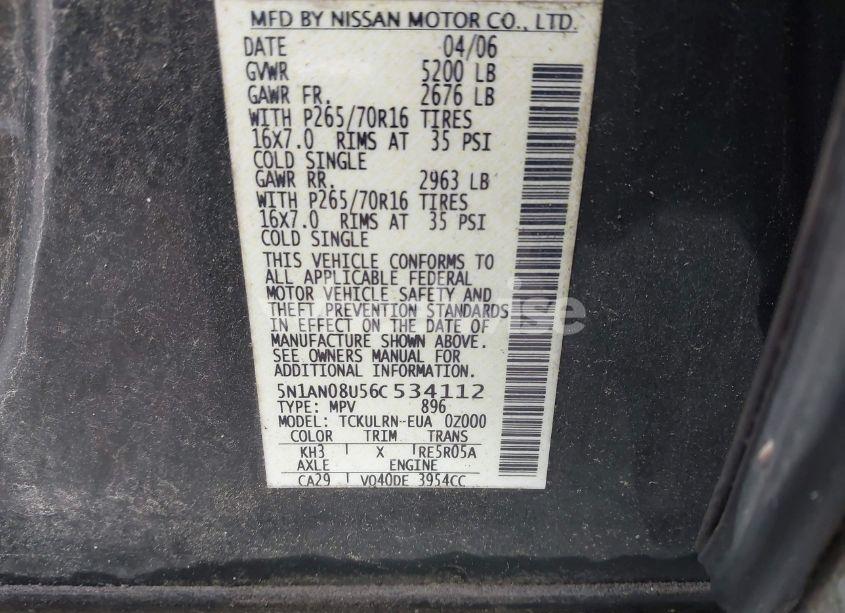 MFD BY NISSAN MOTOR CO., LTD.
DATE 04/06
GVWR 5200 LB
GAWR FR. 2676 LB
WITH P265/70R16 TIRES
16X7.0 RIMS AT 35 PSI
COLD SINGLE
GAWR RR. 2963 LB
WITH P265/70R16 TIRES
16X7.0 RIMS AT 35 PSI
COLD SINGLE
THIS VEHICLE CONFORMS TO
ALL APPLICABLE FEDERAL
MOTOR VEHICLE SAFETY AND
THEFT PREVENTION STANDARDS
IN EFFECT ON THE DATE OF
MANUFACTURE SHOWN ABOVE.
SEE OWNERS MANUAL FOR
ADDITIONAL INFORMATION.
5N1AN08U56C534112
TYPE: MPV 896
MODEL: TCKULRN-EUA 0Z000
COLOR TRIM TRANS
KH3 X RE5R05A
AXLE ENGINE
CA29 VQ40DE 3954CC